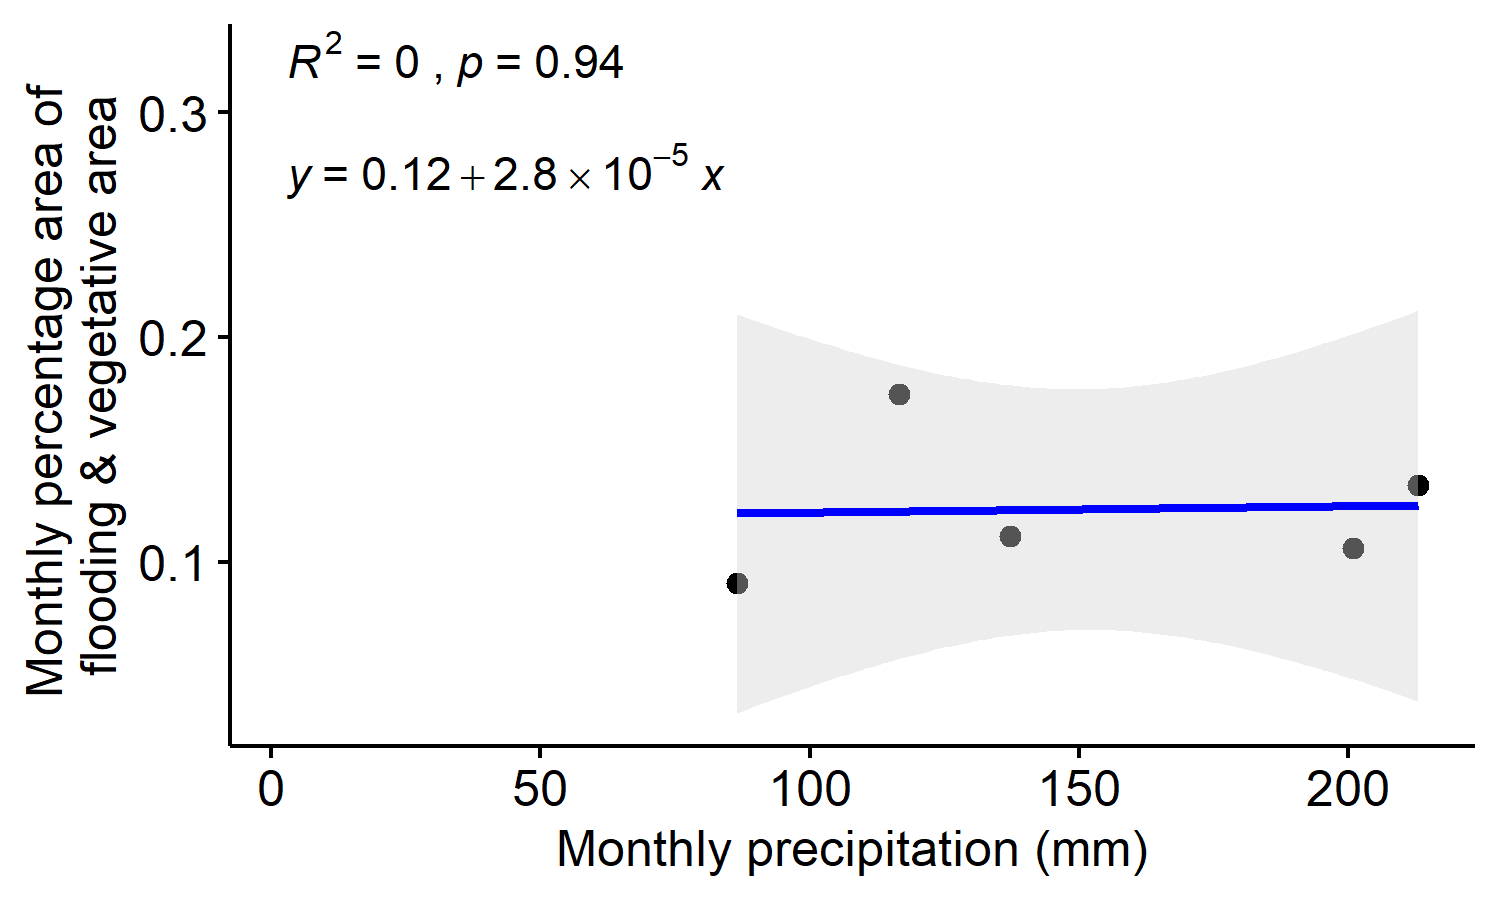 R² = 0 , p = 0.94
y = 0.12 + 2.8 × 10⁻⁵ x
Monthly percentage area of
flooding & vegetative area
0.3
0.2
0.1
0 50 100 150 200
Monthly precipitation (mm)